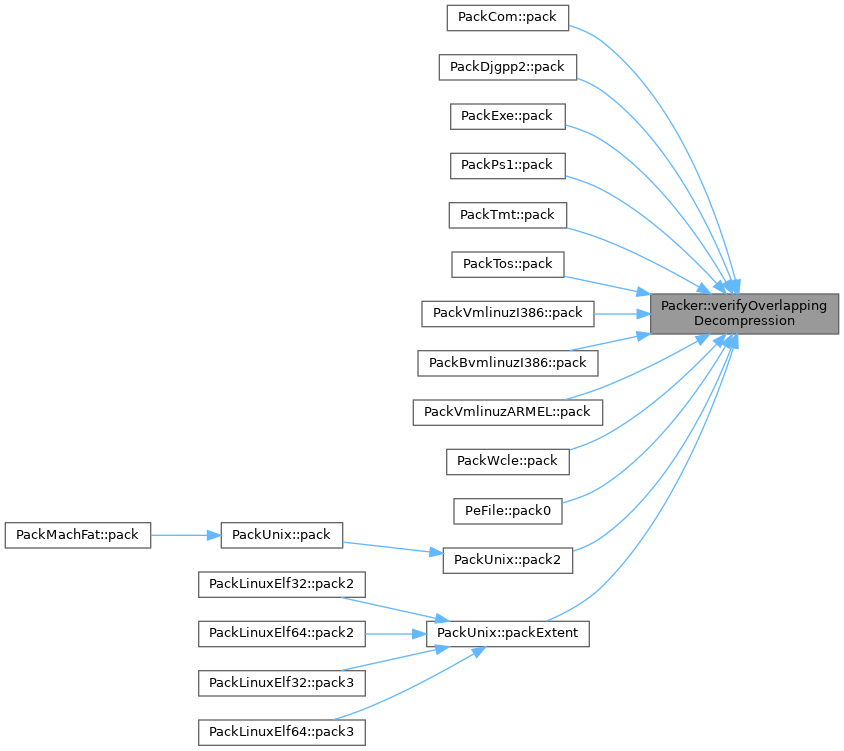 PackCom::pack
PackDjgpp2::pack
PackExe::pack
PackPs1::pack
PackTmt::pack
PackTos::pack
Packer::verifyOverlapping
Decompression
PackVmlinuzI386::pack
PackBvmlinuzI386::pack
PackVmlinuzARMEL::pack
PackWcle::pack
PeFile::pack0
PackMachFat::pack
PackUnix::pack
PackUnix::pack2
PackLinuxElf32::pack2
PackLinuxElf64::pack2
PackUnix::packExtent
PackLinuxElf32::pack3
PackLinuxElf64::pack3